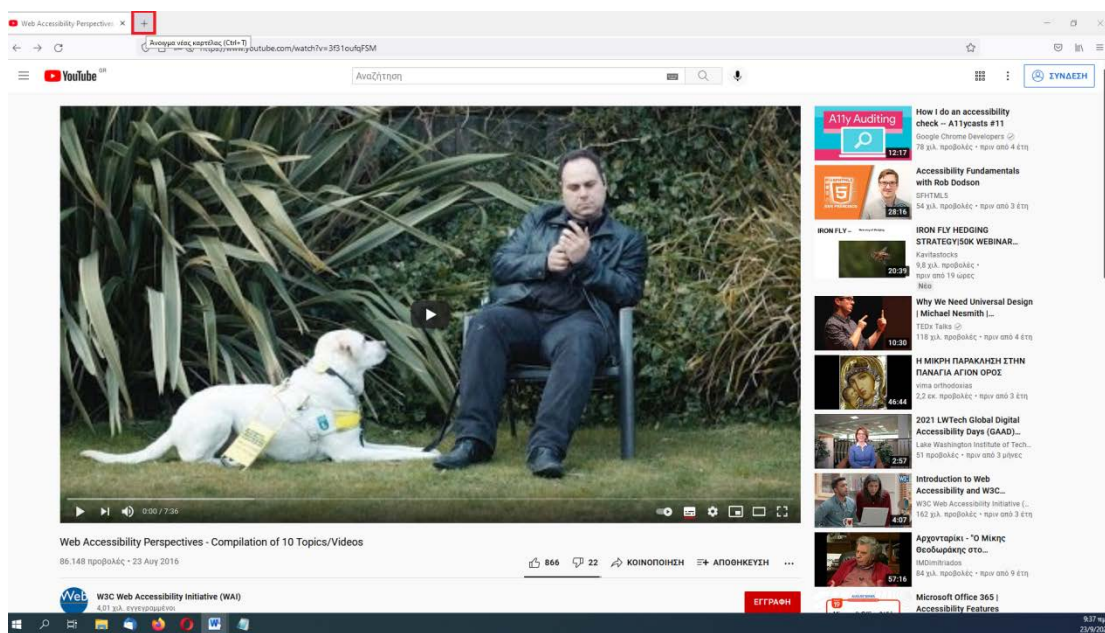 Web Accessibility Perspectives
Άνοιγμα νέας καρτέλας (Ctrl+T)
https://www.youtube.com/watch?v=3f31oufqFSM
YouTube GR
Αναζήτηση
ΣΥΝΔΕΣΗ
A11y Auditing
12:17
How I do an accessibility
check -- A11ycasts #11
Google Chrome Developers
78 χιλ. προβολές • πριν από 4 έτη
28:16
Accessibility Fundamentals
with Rob Dodson
SFHTML5
54 χιλ. προβολές • πριν από 3 έτη
IRON FLY –
20:39
IRON FLY HEDGING
STRATEGY|50K WEBINAR...
Kavitastocks
9,8 χιλ. προβολές •
πριν από 19 ώρες
Νέο
10:30
Why We Need Universal Design
| Michael Nesmith |...
TEDx Talks
118 χιλ. προβολές • πριν από 4 έτη
46:44
Η ΜΙΚΡΗ ΠΑΡΑΚΛΗΣΗ ΣΤΗΝ
ΠΑΝΑΓΙΑ ΑΓΙΟΝ ΟΡΟΣ
vima orthodoxias
2,2 εκ. προβολές • πριν από 3 έτη
2:57
2021 LWTech Global Digital
Accessibility Days (GAAD)...
Lake Washington Institute of Tech...
51 προβολές • πριν από 3 μήνες
4:07
Introduction to Web
Accessibility and W3C...
W3C Web Accessibility Initiative (...
162 χιλ. προβολές • πριν από 3 έτη
57:16
Αρχονταρίκι - "Ο Μίκης
Θεοδωράκης στο...
IMDimitriados
84 χιλ. προβολές • πριν από 9 έτη
Microsoft Office 365 |
Accessibility Features
0:00 / 7:36
Web Accessibility Perspectives - Compilation of 10 Topics/Videos
86.148 προβολές • 23 Αυγ 2016
866
22
ΚΟΙΝΟΠΟΙΗΣΗ
ΑΠΟΘΗΚΕΥΣΗ
Web
W3C Web Accessibility Initiative (WAI)
4,01 χιλ. εγγεγραμμένοι
ΕΓΓΡΑΦΗ
9:37 πμ
23/9/202